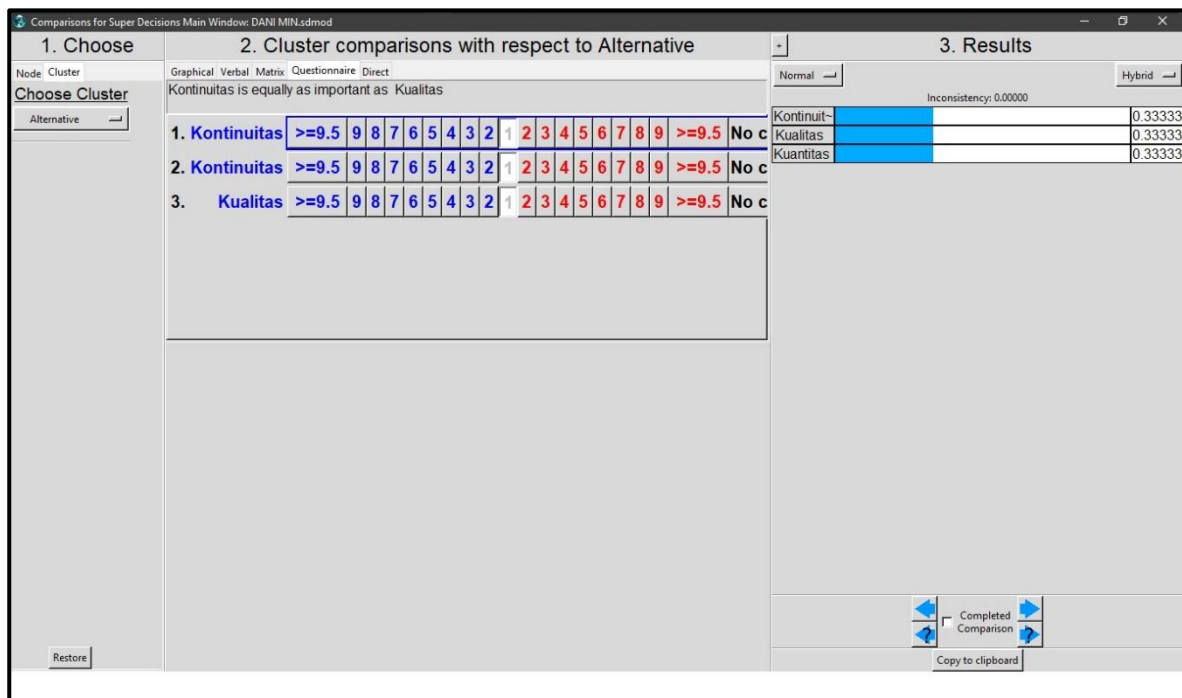 Comparisons for Super Decisions Main Window: DANI MIN.sdmod
1. Choose
Node Cluster
Choose Cluster
Alternative
Restore
2. Cluster comparisons with respect to Alternative
Graphical Verbal Matrix Questionnaire Direct
Kontinuitas is equally as important as Kualitas
1. Kontinuitas >=9.5 9 8 7 6 5 4 3 2 1 2 3 4 5 6 7 8 9 >=9.5 No c
2. Kontinuitas >=9.5 9 8 7 6 5 4 3 2 1 2 3 4 5 6 7 8 9 >=9.5 No c
3. Kualitas >=9.5 9 8 7 6 5 4 3 2 1 2 3 4 5 6 7 8 9 >=9.5 No c
+ 3. Results
Normal Hybrid
Inconsistency: 0.00000
Kontinuit~ 0.33333
Kualitas 0.33333
Kuantitas 0.33333
Completed
Comparison
? ?
Copy to clipboard